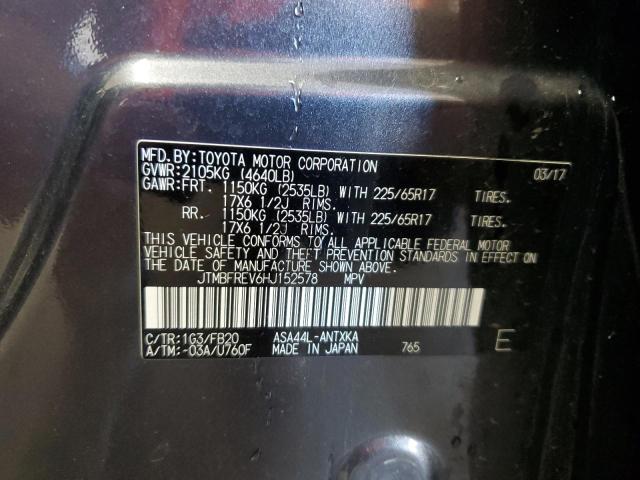 MFD. BY: TOYOTA MOTOR CORPORATION 03/17
GVWR: 2105KG (4640LB)
GAWR: FRT. 1150KG (2535LB) WITH 225/65R17 TIRES.
17X6 1/2J RIMS.
RR. 1150KG (2535LB) WITH 225/65R17 TIRES.
17X6 1/2J RIMS.
THIS VEHICLE CONFORMS TO ALL APPLICABLE FEDERAL MOTOR
VEHICLE SAFETY AND THEFT PREVENTION STANDARDS IN EFFECT ON
THE DATE OF MANUFACTURE SHOWN ABOVE.
JTMBFREV6HJ152578 MPV
C/TR: 1G3/FB20 ASA44L-ANTXKA
A/TM: -03A/U760F MADE IN JAPAN 765 E